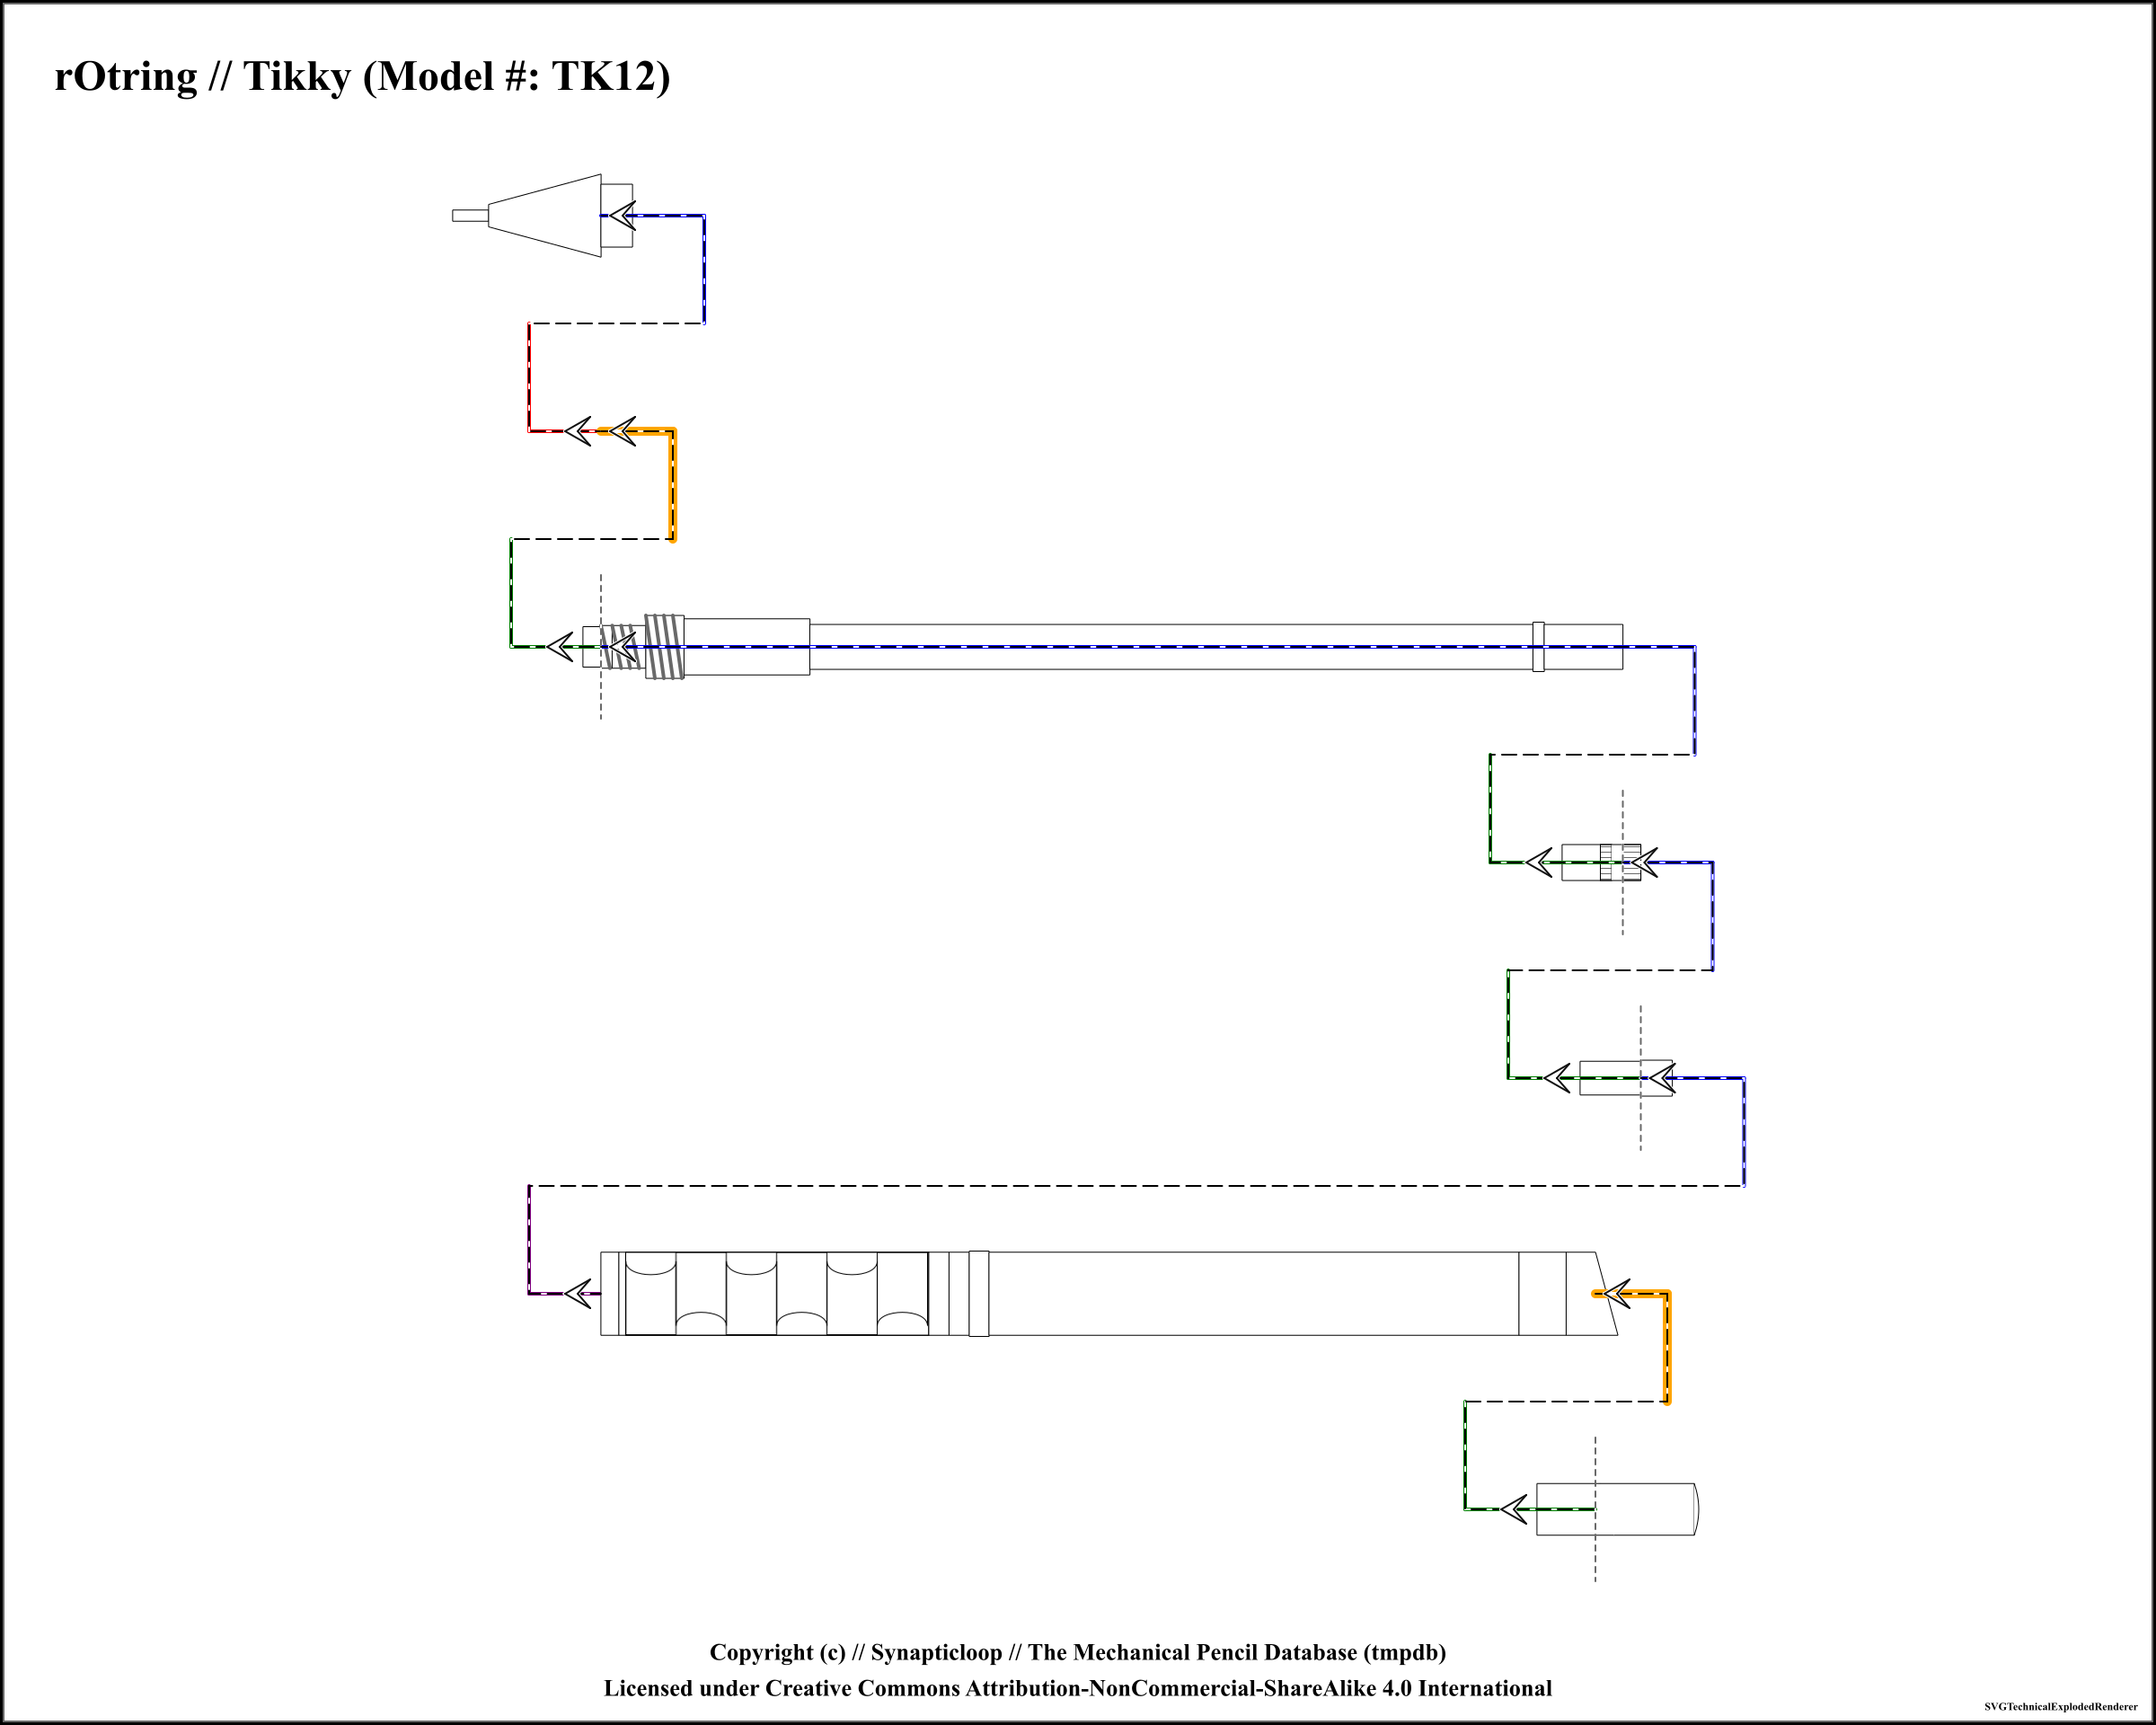 rOtring // Tikky (Model #: TK12)
Copyright (c) // Synapticloop // The Mechanical Pencil Database (tmpdb)
Licensed under Creative Commons Attribution-NonCommercial-ShareAlike 4.0 International
SVGTechnicalExplodedRenderer